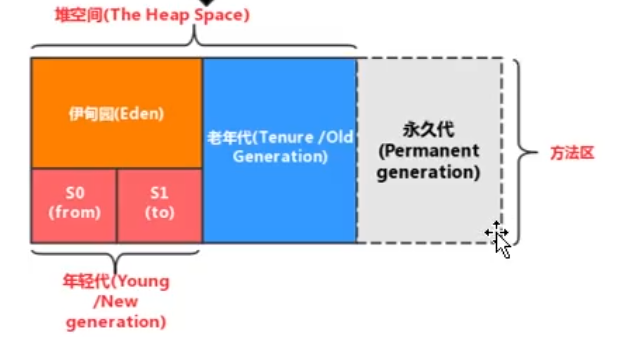 堆空间(The Heap Space)
伊甸园(Eden)
S0
(from)
S1
(to)
老年代(Tenure /Old
Generation)
永久代
(Permanent
generation)
方法区
年轻代(Young
/New
generation)